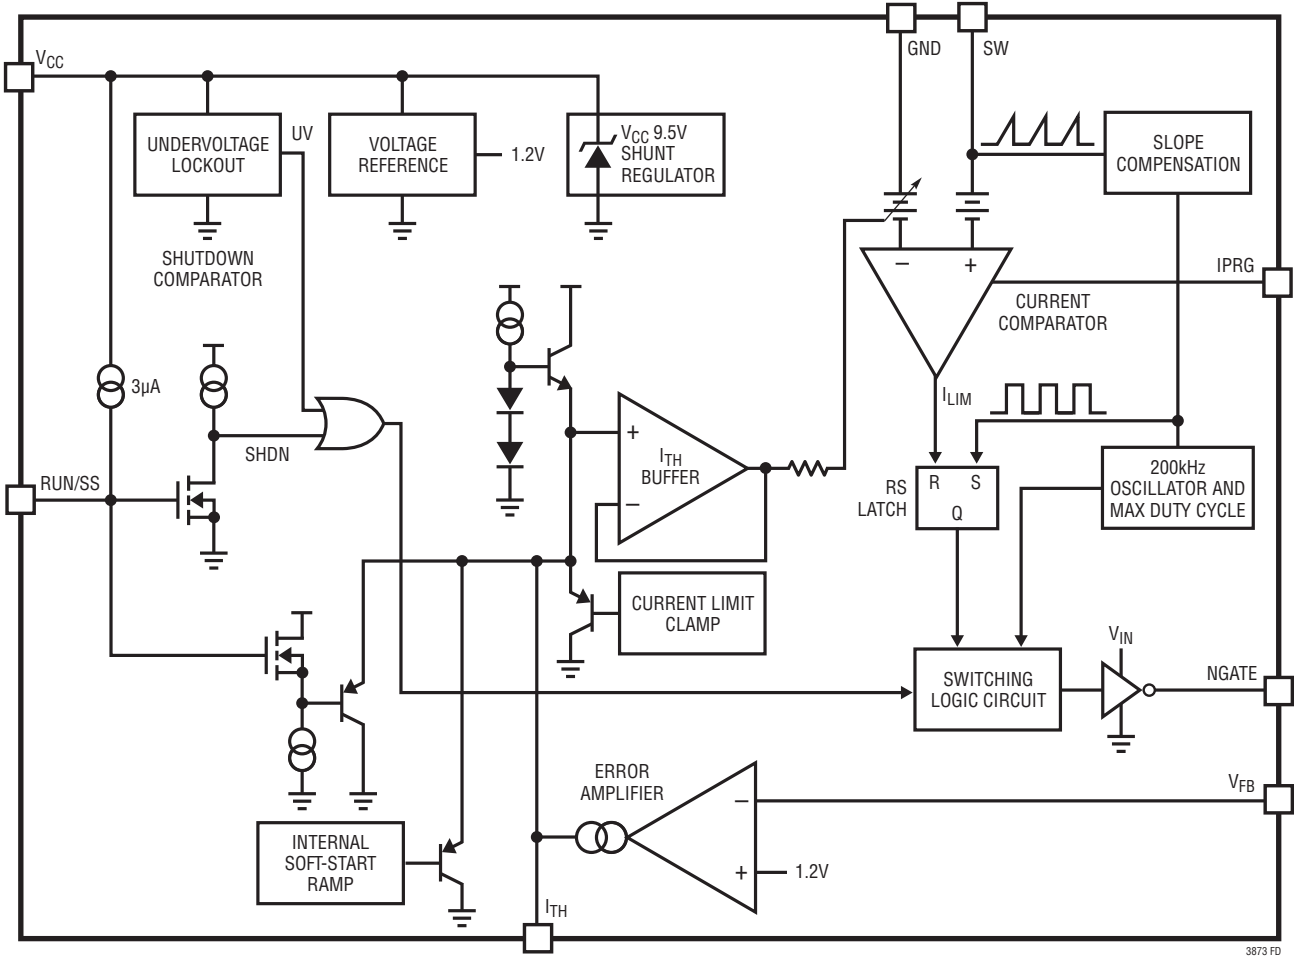 GND
SW
VCC
UNDERVOLTAGE
LOCKOUT
UV
VOLTAGE
REFERENCE
1.2V
VCC 9.5V
SHUNT
REGULATOR
SLOPE
COMPENSATION
SHUTDOWN
COMPARATOR
–
+
IPRG
CURRENT
COMPARATOR
3µA
ILIM
SHDN
+
ITH
BUFFER
–
RUN/SS
RS
LATCH
R
S
Q
200kHz
OSCILLATOR AND
MAX DUTY CYCLE
CURRENT LIMIT
CLAMP
VIN
SWITCHING
LOGIC CIRCUIT
NGATE
ERROR
AMPLIFIER
–
VFB
INTERNAL
SOFT-START
RAMP
+
1.2V
ITH
3873 FD